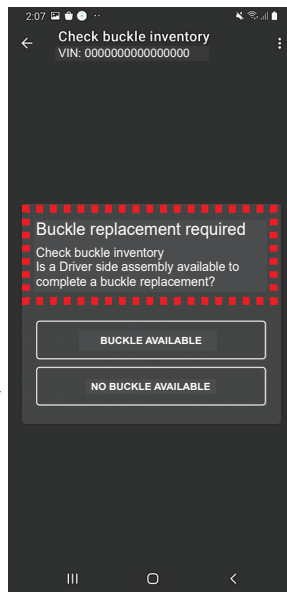 2:07
Check buckle inventory
VIN: 0000000000000000
Buckle replacement required
Check buckle inventory
Is a Driver side assembly available to
complete a buckle replacement?
BUCKLE AVAILABLE
NO BUCKLE AVAILABLE